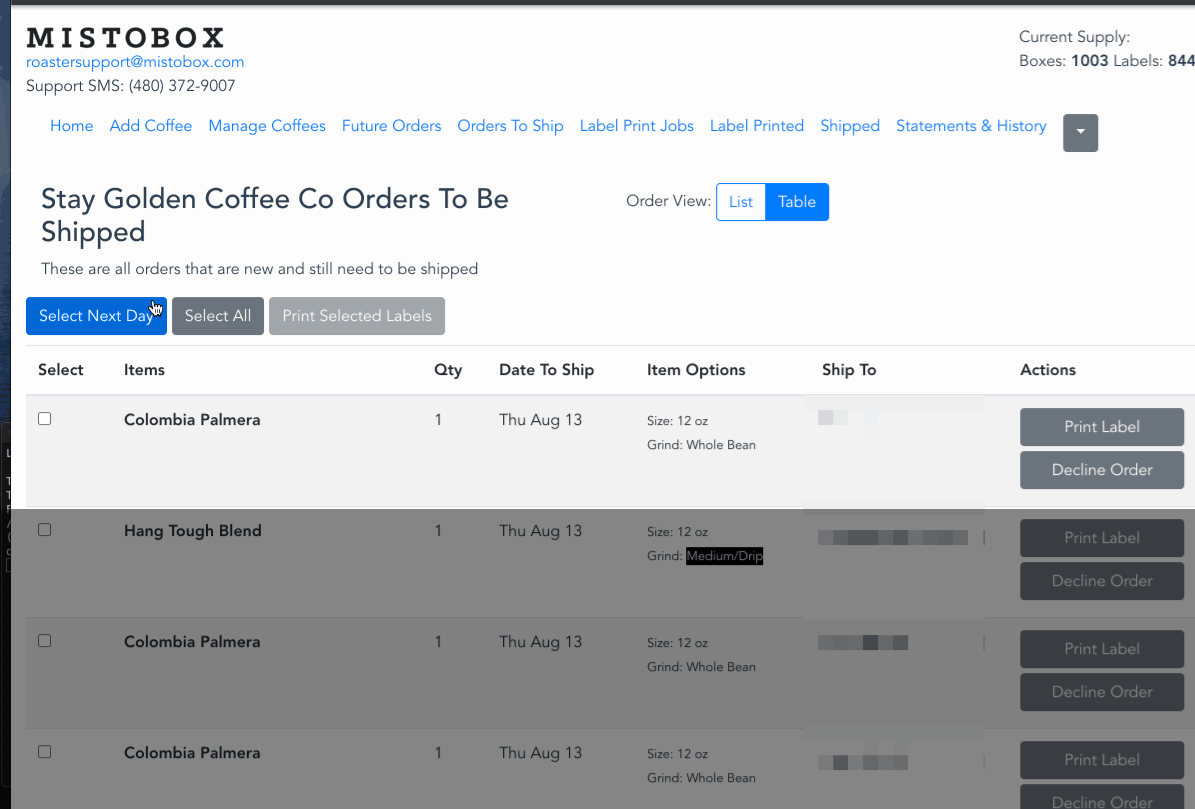 MISTOBOX
roastersupport@mistobox.com
Support SMS: (480) 372-9007
Current Supply:
Boxes: 1003 Labels: 844
Home Add Coffee Manage Coffees Future Orders Orders To Ship Label Print Jobs Label Printed Shipped Statements & History
Stay Golden Coffee Co Orders To Be
Shipped
Order View: List Table
These are all orders that are new and still need to be shipped
Select Next Day Select All Print Selected Labels
Select Items Qty Date To Ship Item Options Ship To Actions
Colombia Palmera 1 Thu Aug 13 Size: 12 oz Print Label
Grind: Whole Bean
Decline Order
Hang Tough Blend 1 Thu Aug 13 Size: 12 oz Print Label
Grind: Medium/Drip
Decline Order
Colombia Palmera 1 Thu Aug 13 Size: 12 oz Print Label
Grind: Whole Bean
Decline Order
Colombia Palmera 1 Thu Aug 13 Size: 12 oz Print Label
Grind: Whole Bean
Decline Order